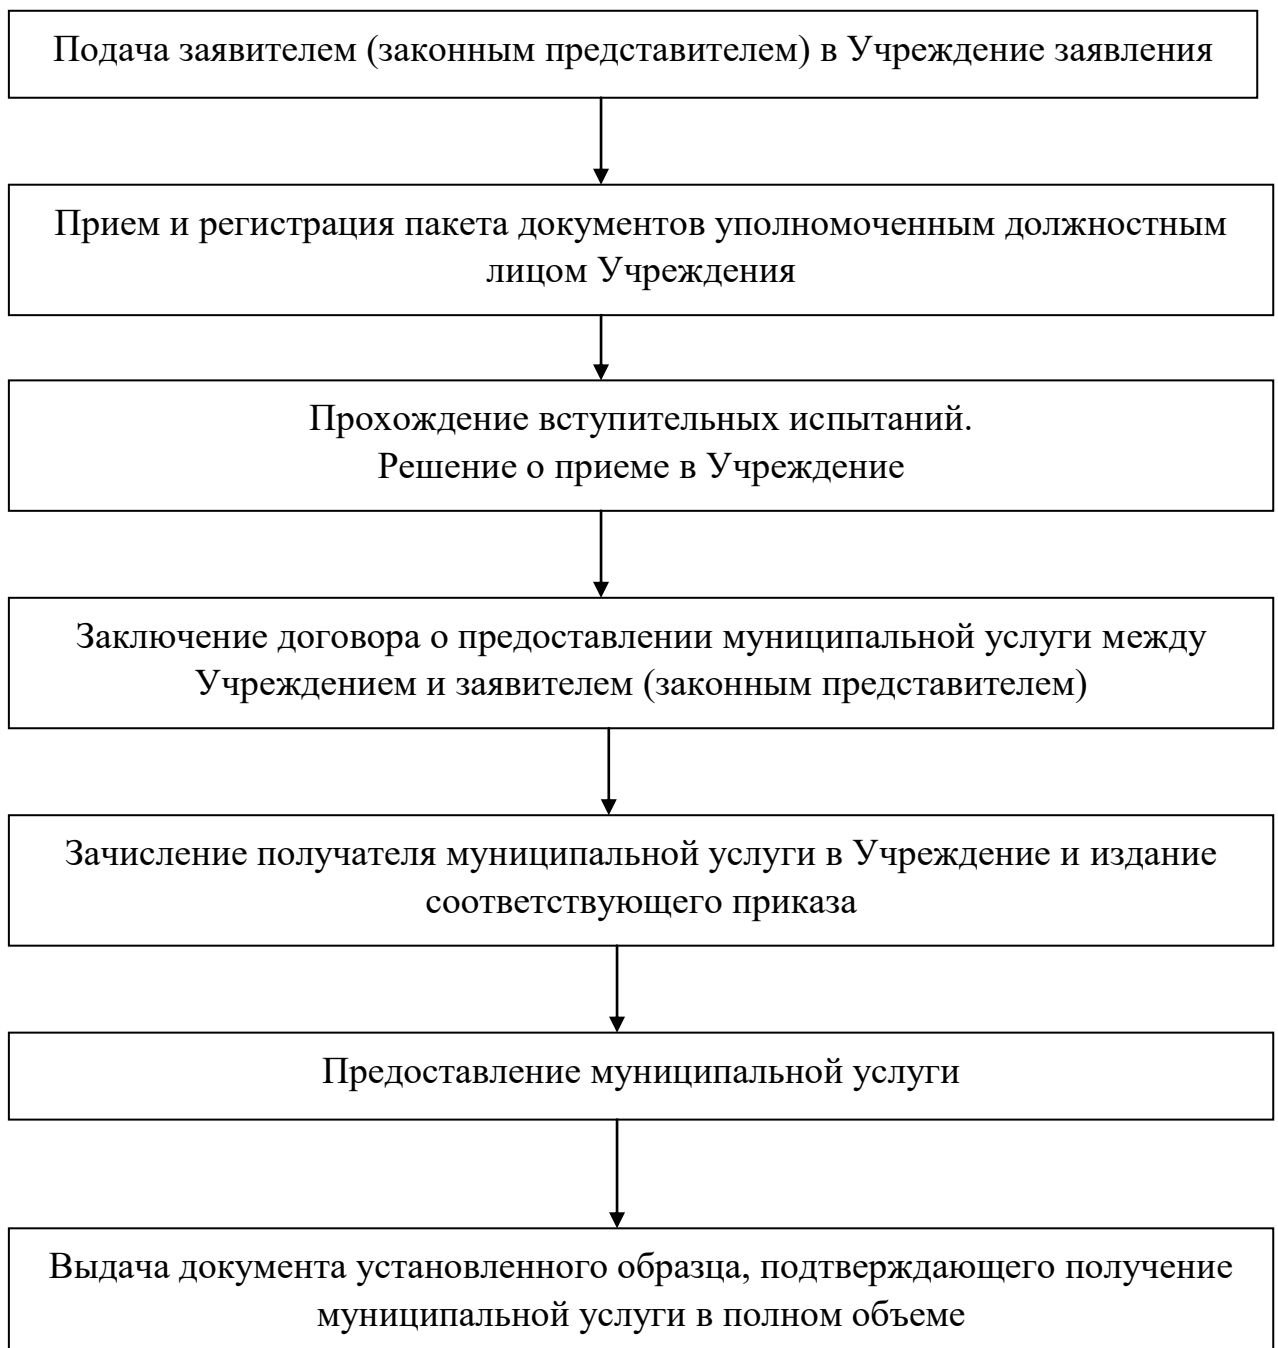 Подача заявителем (законным представителем) в Учреждение заявления
Прием и регистрация пакета документов уполномоченным должностным
лицом Учреждения
Прохождение вступительных испытаний.
Решение о приеме в Учреждение
Заключение договора о предоставлении муниципальной услуги между
Учреждением и заявителем (законным представителем)
Зачисление получателя муниципальной услуги в Учреждение и издание
соответствующего приказа
Предоставление муниципальной услуги
Выдача документа установленного образца, подтверждающего получение
муниципальной услуги в полном объеме